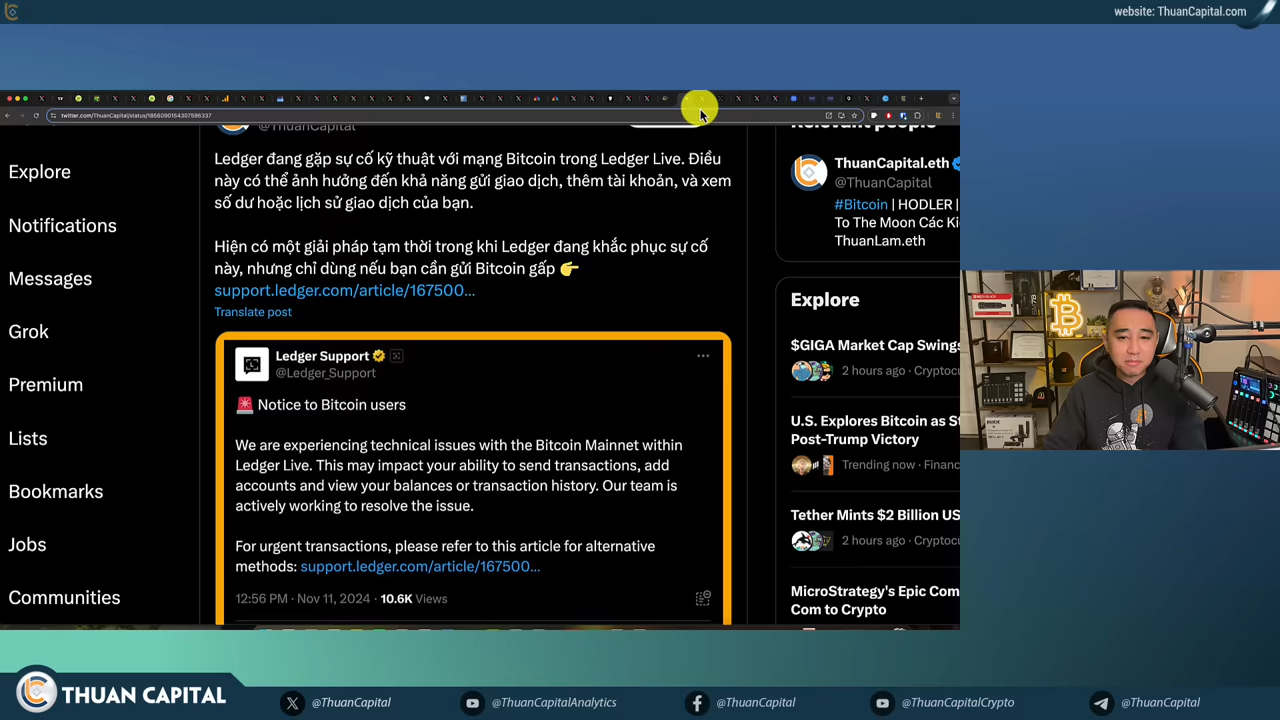 website: ThuanCapital.com
twitter.com/ThuanCapital/status/1856090154307596337
@ThuanCapital
Ledger đang gặp sự cố kỹ thuật với mạng Bitcoin trong Ledger Live. Điều
này có thể ảnh hưởng đến khả năng gửi giao dịch, thêm tài khoản, và xem
số dư hoặc lịch sử giao dịch của bạn.
Hiện có một giải pháp tạm thời trong khi Ledger đang khắc phục sự cố
này, nhưng chỉ dùng nếu bạn cần gửi Bitcoin gấp 👉
support.ledger.com/article/167500...
Translate post
Ledger Support
@Ledger_Support
🚨 Notice to Bitcoin users
We are experiencing technical issues with the Bitcoin Mainnet within
Ledger Live. This may impact your ability to send transactions, add
accounts and view your balances or transaction history. Our team is
actively working to resolve the issue.
For urgent transactions, please refer to this article for alternative
methods: support.ledger.com/article/167500...
12:56 PM · Nov 11, 2024 · 10.6K Views
Explore
Notifications
Messages
Grok
Premium
Lists
Bookmarks
Jobs
Communities
Relevant people
ThuanCapital.eth
@ThuanCapital
#Bitcoin | HODLER |
To The Moon Các Ki
ThuanLam.eth
Explore
$GIGA Market Cap Swings
2 hours ago · Cryptoc
U.S. Explores Bitcoin as St
Post-Trump Victory
Trending now · Financ
Tether Mints $2 Billion US
2 hours ago · Cryptoc
MicroStrategy's Epic Com
Com to Crypto
THUAN CAPITAL
@ThuanCapital
@ThuanCapitalAnalytics
@ThuanCapital
@ThuanCapitalCrypto
@ThuanCapital